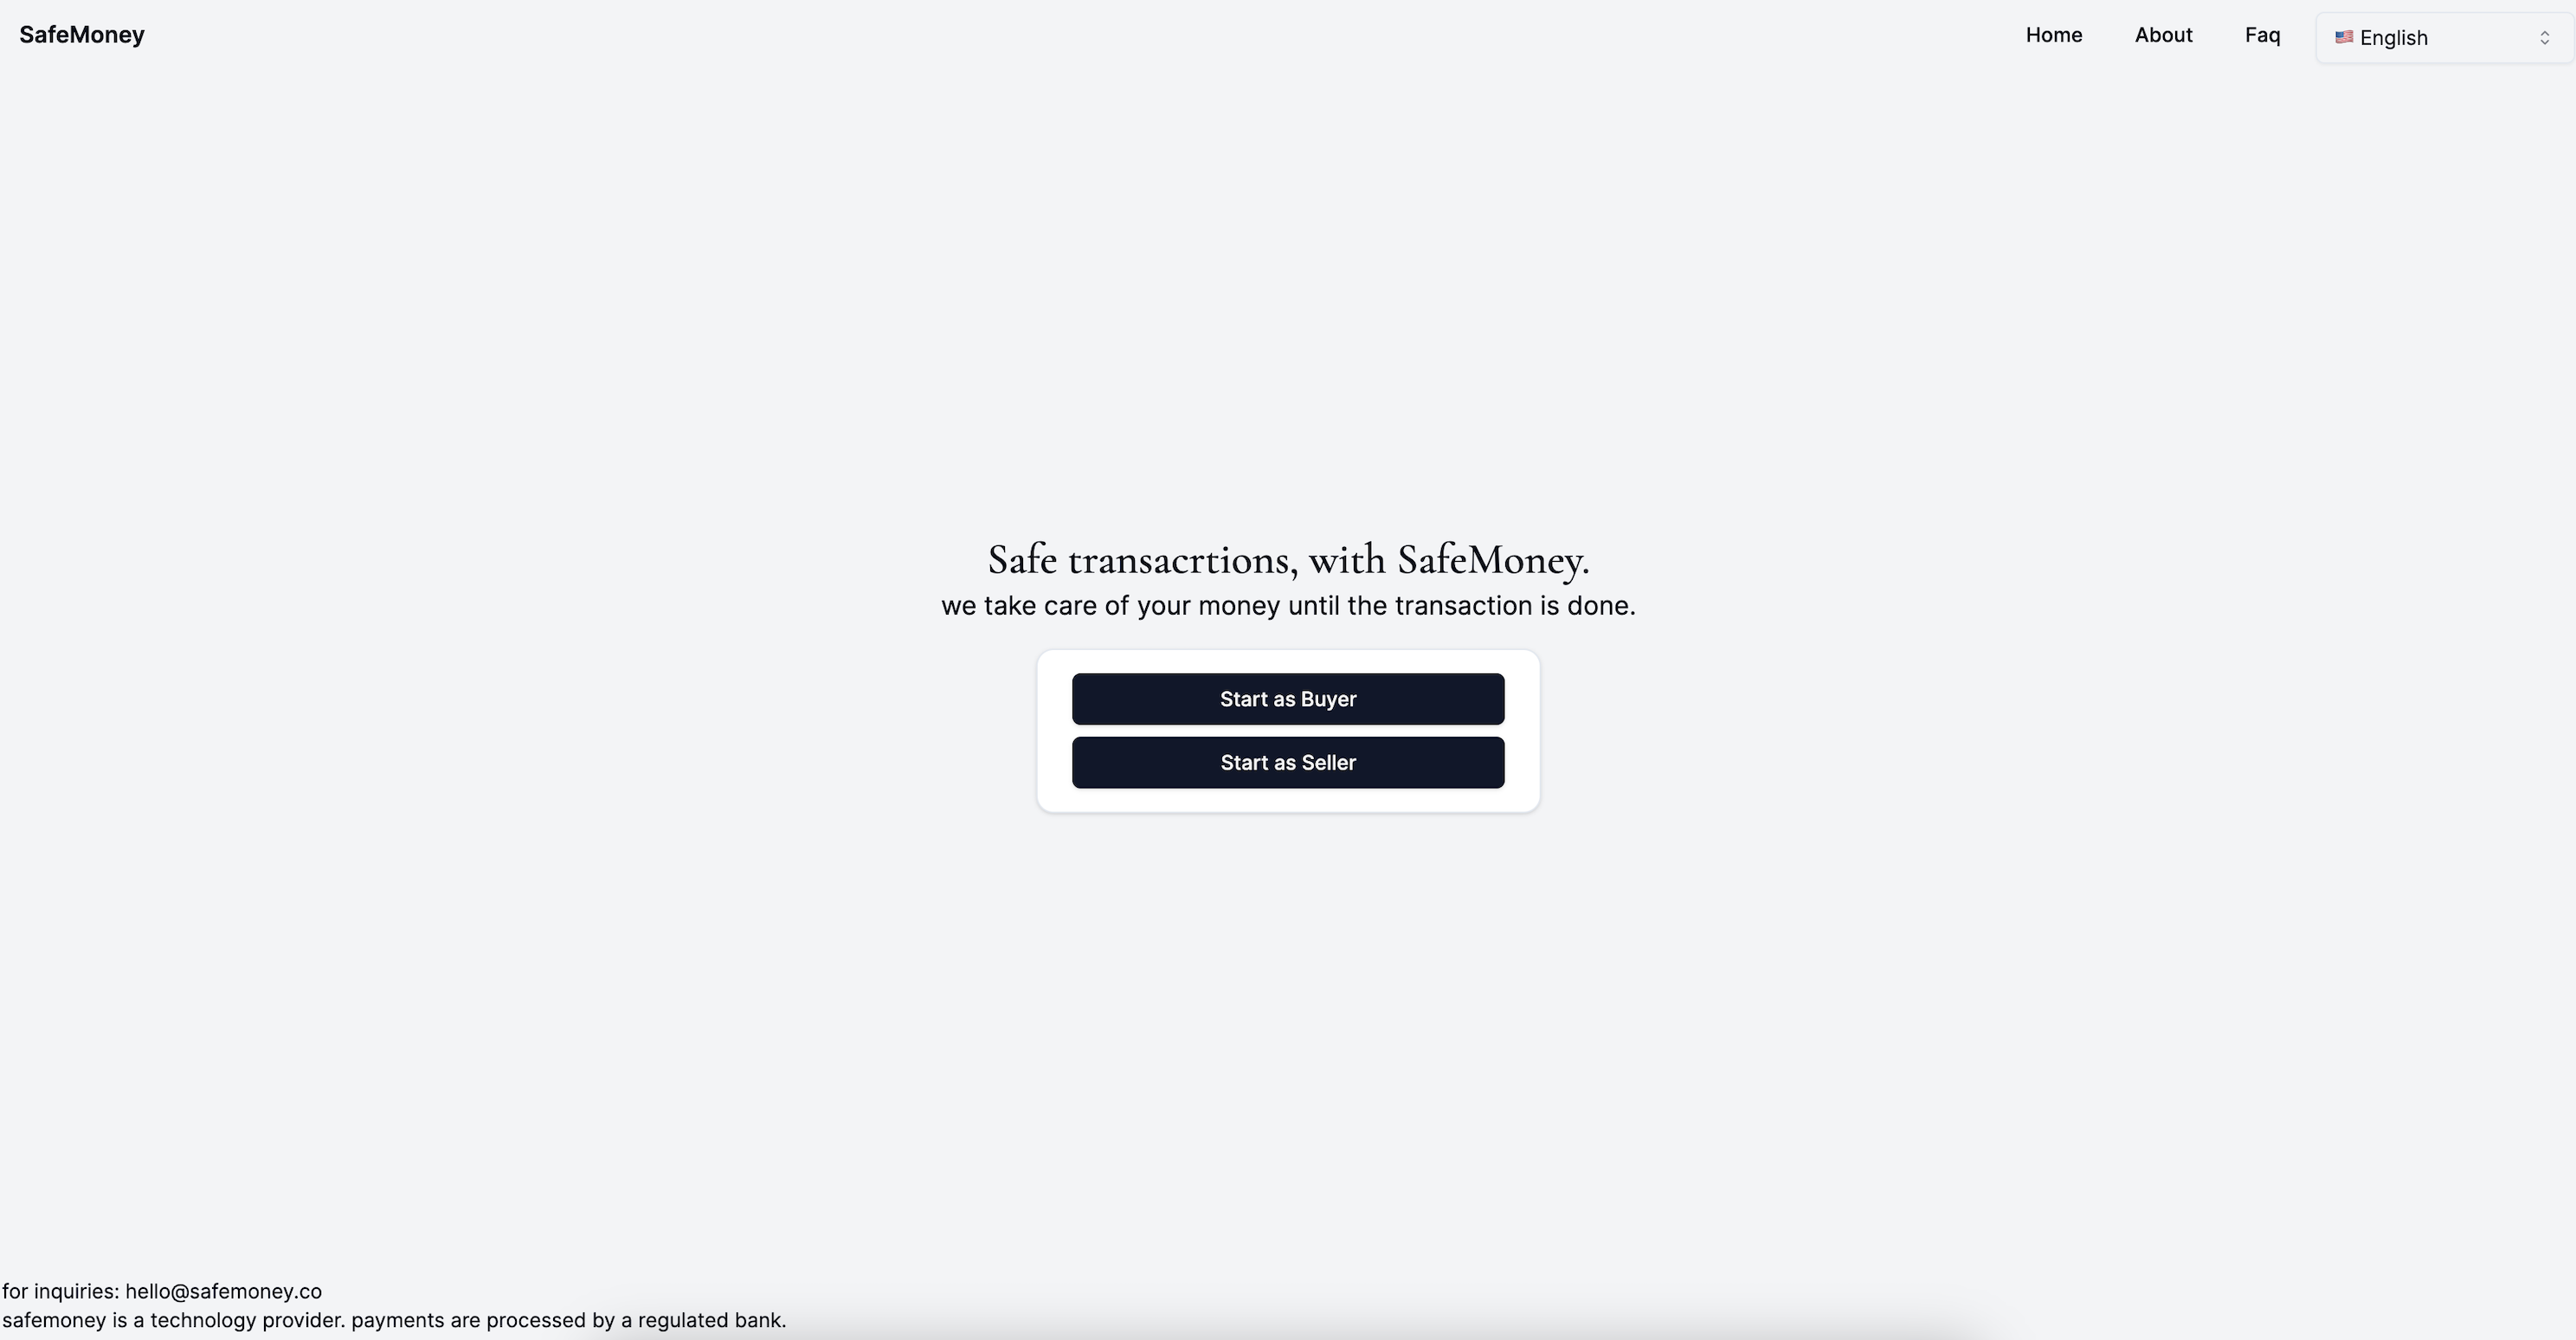 SafeMoney
Home About Faq 🇺🇸 English
Safe transacrtions, with SafeMoney.
we take care of your money until the transaction is done.
Start as Buyer
Start as Seller
for inquiries: hello@safemoney.co
safemoney is a technology provider. payments are processed by a regulated bank.